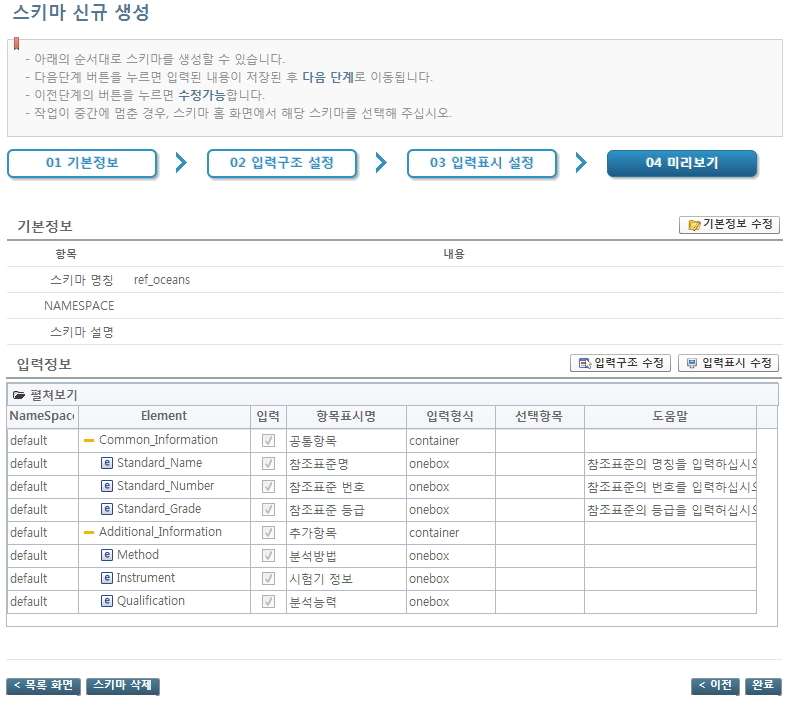 스키마 신규 생성
- 아래의 순서대로 스키마를 생성할 수 있습니다.
- 다음단계 버튼을 누르면 입력된 내용이 저장된 후 다음 단계로 이동됩니다.
- 이전단계의 버튼을 누르면 수정가능합니다.
- 작업이 중간에 멈춘 경우, 스키마 홈 화면에서 해당 스키마를 선택해 주십시오.
01 기본정보 02 입력구조 설정 03 입력표시 설정 04 미리보기
기본정보 기본정보 수정
항목 내용
스키마 명칭 ref_oceans
NAMESPACE
스키마 설명
입력정보 입력구조 수정 입력표시 수정
펼쳐보기
NameSpac Element 입력 항목표시명 입력형식 선택항목 도움말
default Common_Information 공통항목 container
default Standard_Name 참조표준명 onebox 참조표준의 명칭을 입력하십시오
default Standard_Number 참조표준 번호 onebox 참조표준의 번호를 입력하십시오
default Standard_Grade 참조표준 등급 onebox 참조표준의 등급을 입력허십시오
default Additional_Information 추가항목 container
default Method 분석방법 onebox
default Instrument 시험기 정보 onebox
default Qualification 분석능력 onebox
< 목록 화면 스키마 삭제 < 이전 완료